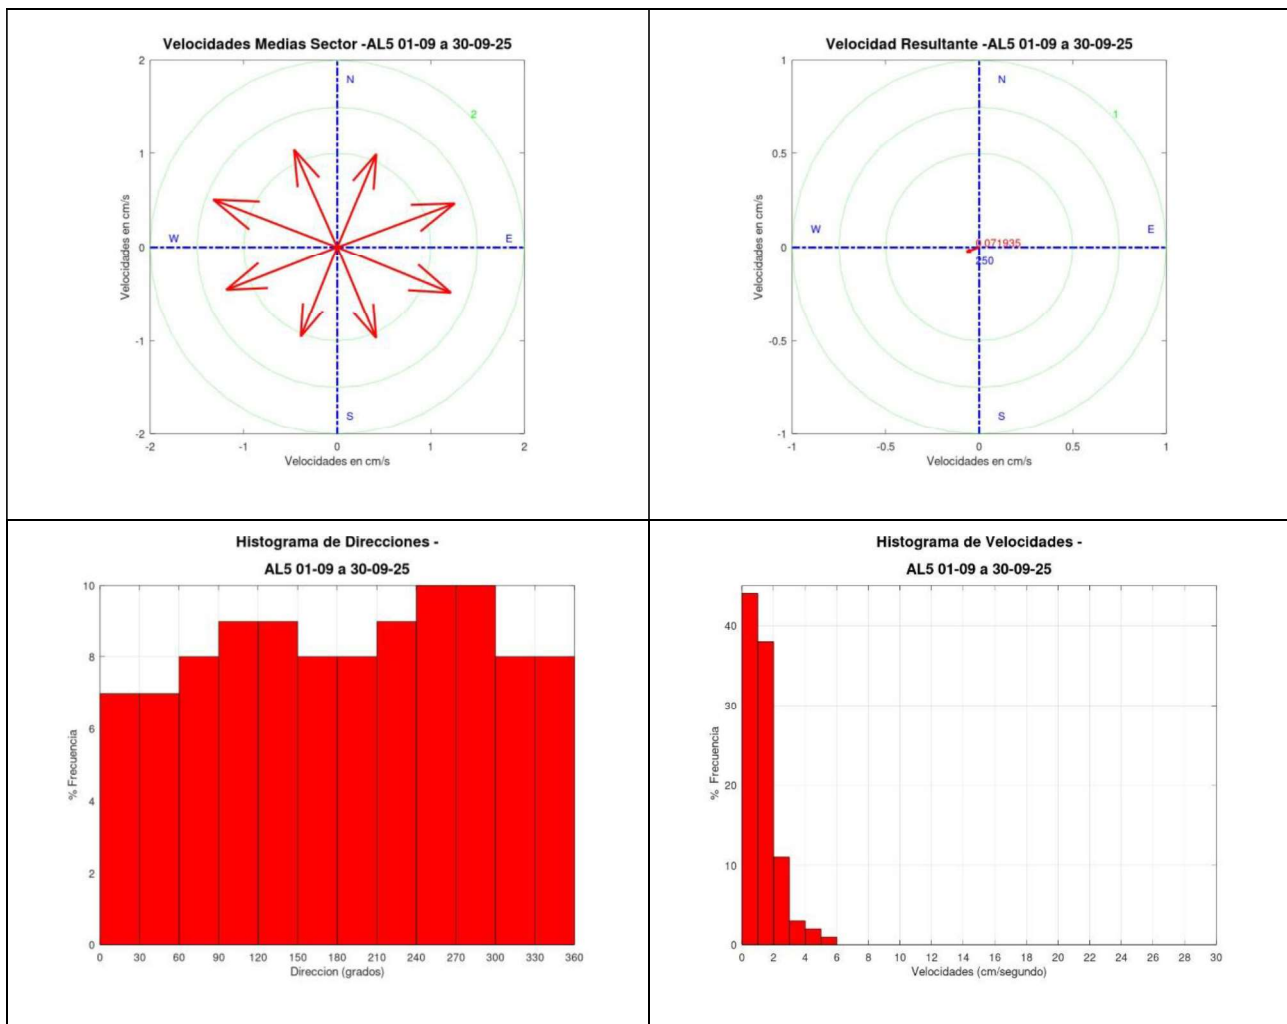 Velocidades Medias Sector -AL5 01-09 a 30-09-25
2
N
2
1
Velocidades en cm/s
W
0
E
-1
S
-2
-2 -1 0 1 2
Velocidades en cm/s
Velocidad Resultante -AL5 01-09 a 30-09-25
1
N
1
0.5
Velocidades en cm/s
W
0
0.071935
E
250
-0.5
S
-1
-1 -0.5 0 0.5 1
Velocidades en cm/s
Histograma de Direcciones -
AL5 01-09 a 30-09-25
10
8
6
% Frecuencia
4
2
0
0 30 60 90 120 150 180 210 240 270 300 330 360
Direccion (grados)
Histograma de Velocidades -
AL5 01-09 a 30-09-25
40
30
% Frecuencia
20
10
0
0 2 4 6 8 10 12 14 16 18 20 22 24 26 28 30
Velocidades (cm/segundo)